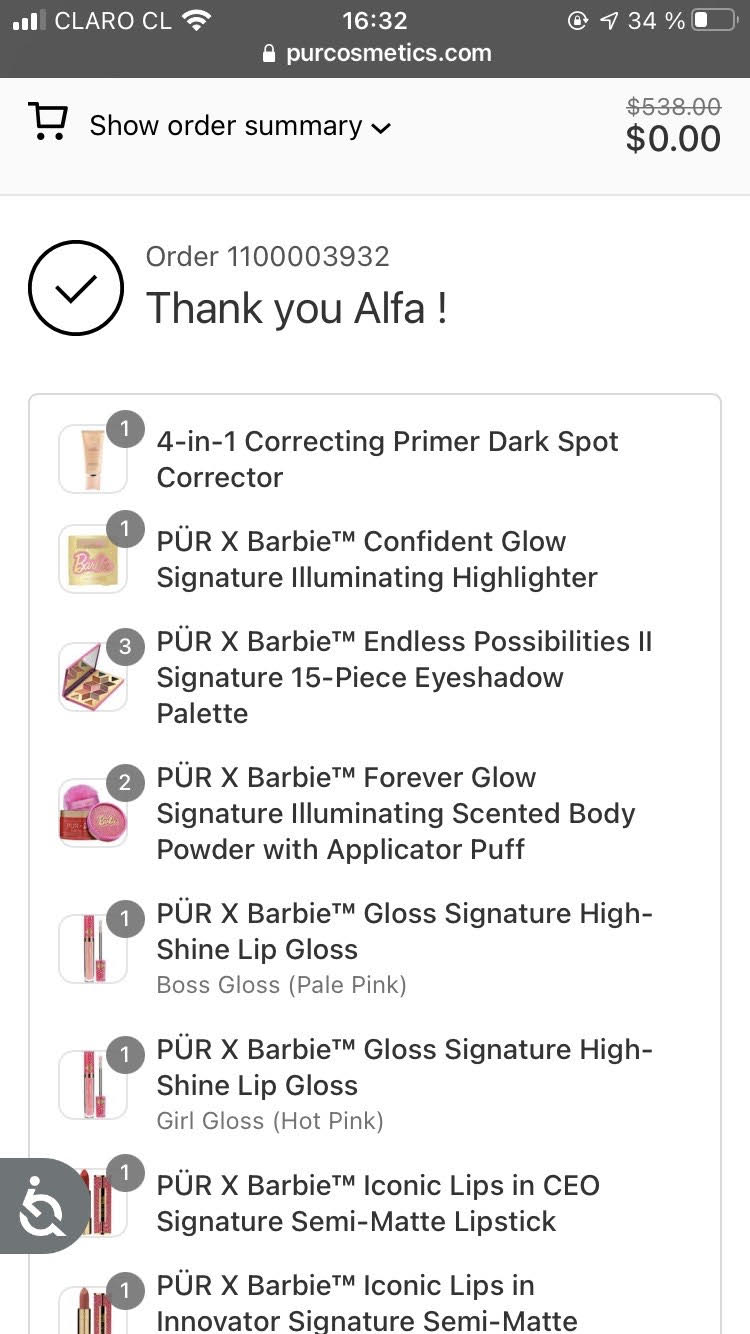 CLARO CL 16:32 34 %
purcosmetics.com
$538.00
Show order summary
$0.00
Order 1100003932
Thank you Alfa !
1
4-in-1 Correcting Primer Dark Spot
Corrector
1
PÜR X Barbie™ Confident Glow
Signature Illuminating Highlighter
Barbie
3
PÜR X Barbie™ Endless Possibilities II
Signature 15-Piece Eyeshadow
Palette
2
PÜR X Barbie™ Forever Glow
Signature Illuminating Scented Body
Powder with Applicator Puff
1
PÜR X Barbie™ Gloss Signature High-
Shine Lip Gloss
Boss Gloss (Pale Pink)
1
PÜR X Barbie™ Gloss Signature High-
Shine Lip Gloss
Girl Gloss (Hot Pink)
1
PÜR X Barbie™ Iconic Lips in CEO
Signature Semi-Matte Lipstick
1
PÜR X Barbie™ Iconic Lips in
Innovator Signature Semi-Matte